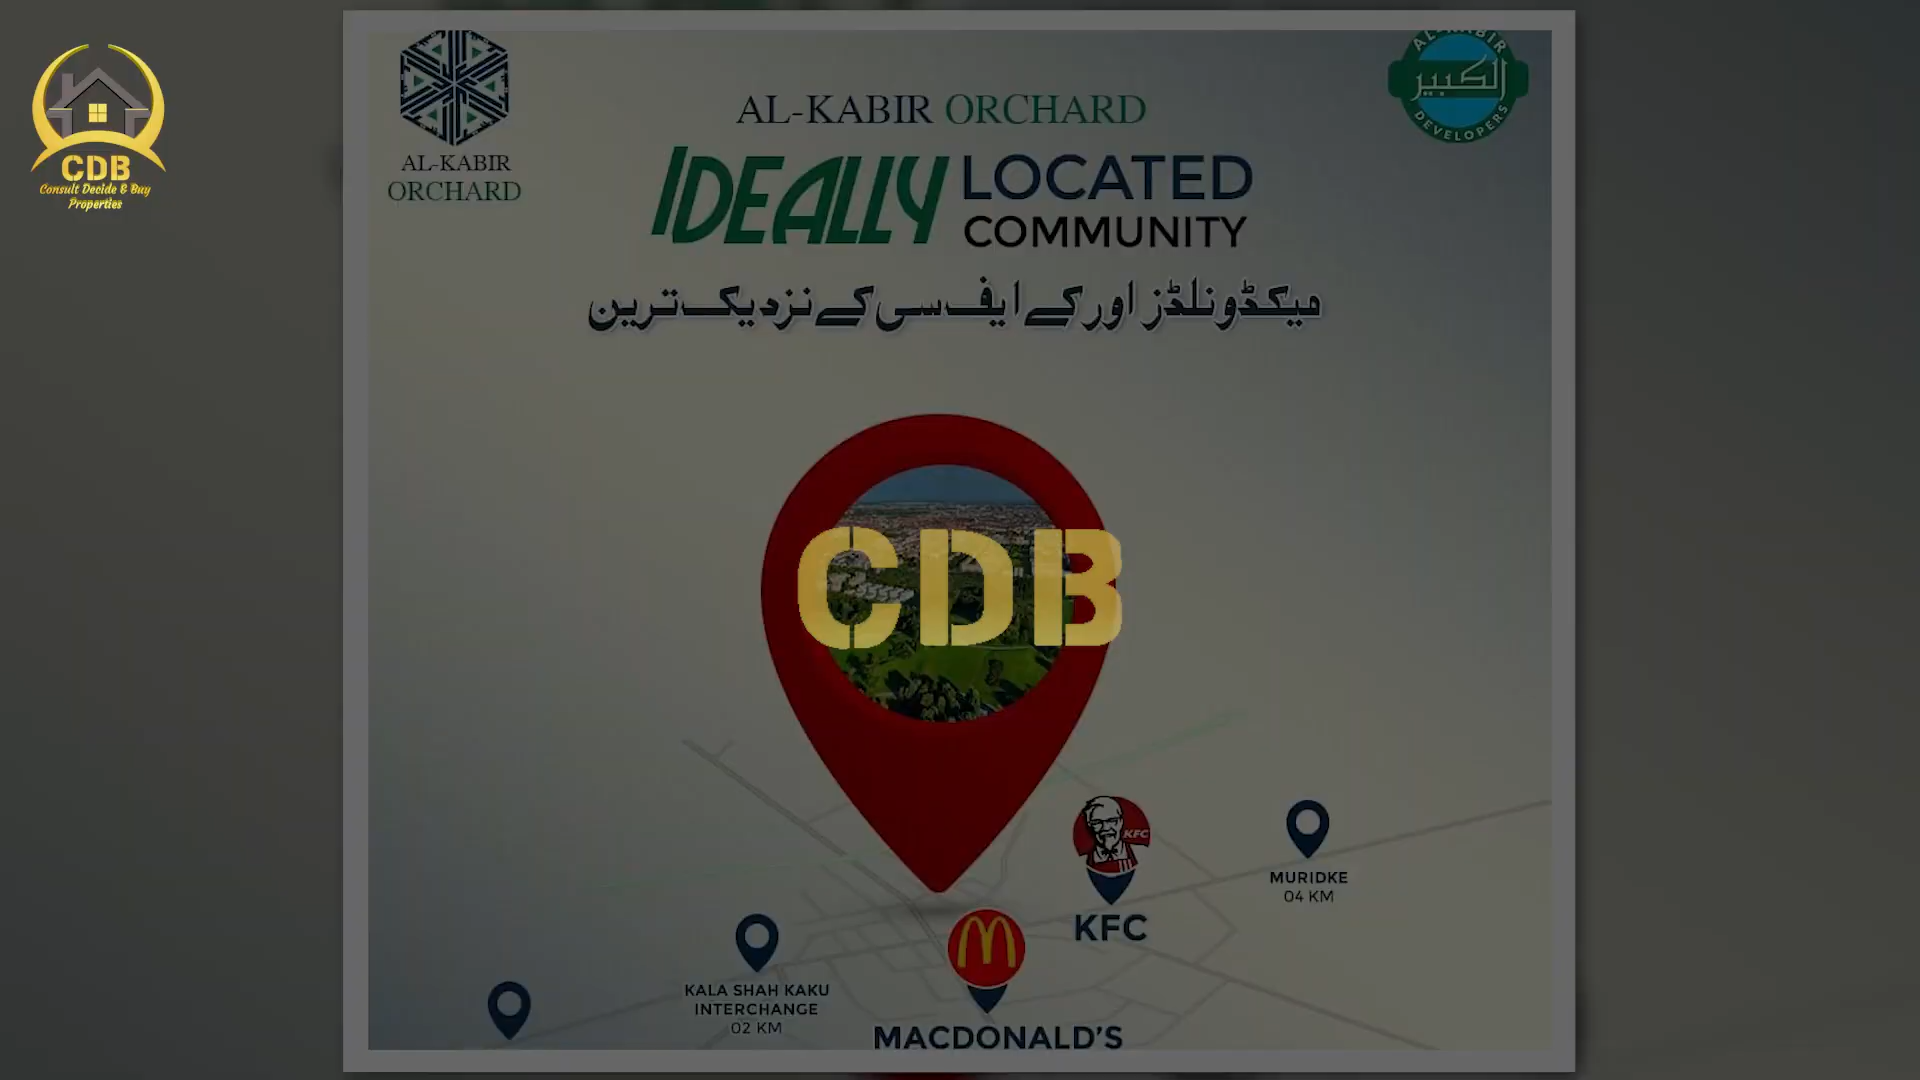 CDB
Consult Decide & Buy
Properties
AL-KABIR
ORCHARD
AL-KABIR ORCHARD
IDEALLY LOCATED
COMMUNITY
AL-KABIR
الكبير
DEVELOPERS
میکڈونلڈز اور کے ایف سی کے نزدیک ترین
CDB
KFC
KFC
MURIDKE
04 KM
KALA SHAH KAKU
INTERCHANGE
02 KM
MACDONALD'S